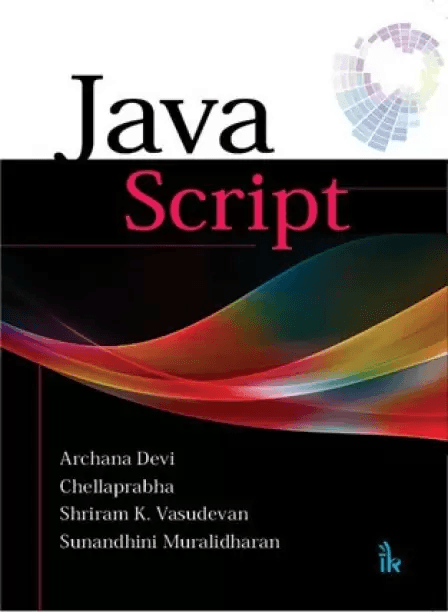 Java
Script
Archana Devi
Chellaprabha
Shriram K. Vasudevan
Sunandhini Muralidharan
ik